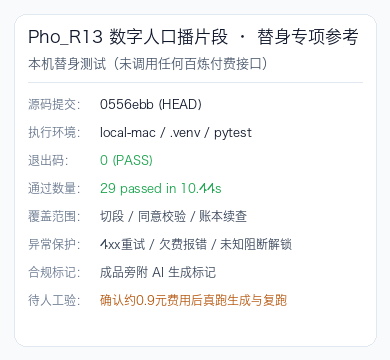 Pho_R13 数字人口播片段 · 替身专项参考
本机替身测试（未调用任何百炼付费接口）
源码提交： 0556ebb (HEAD)
执行环境： local-mac / .venv / pytest
退出码： 0 (PASS)
通过数量： 29 passed in 10.44s
覆盖范围： 切段 / 同意校验 / 账本续查
异常保护： 4xx重试 / 欠费报错 / 未知阻断解锁
合规标记： 成品旁附 AI 生成标记
待人工验： 确认约0.9元费用后真跑生成与复跑